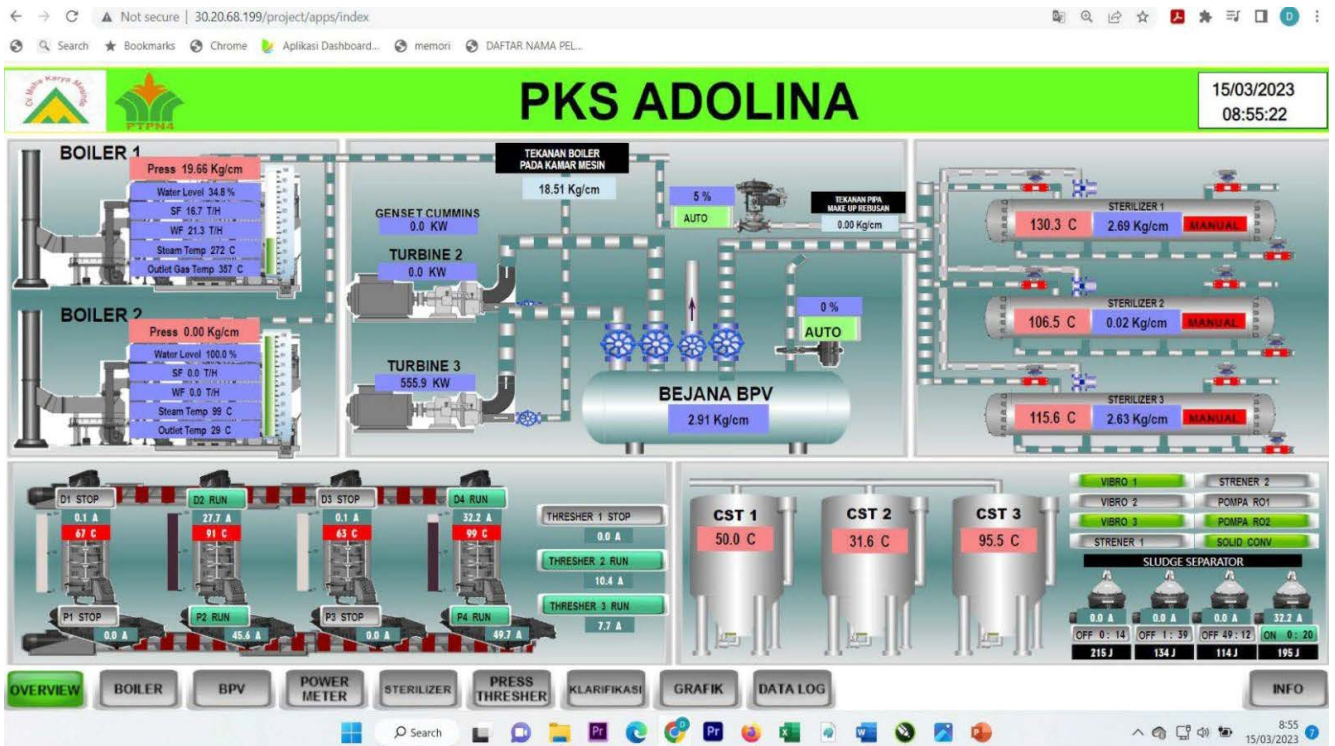 Not secure | 30.20.68.199/project/apps/index
Search Bookmarks Chrome Aplikasi Dashboard... memori DAFTAR NAMA PEL...
Cv. Maha Karya
PTPN4
PKS ADOLINA
15/03/2023
08:55:22
BOILER 1
Press 19.66 Kg/cm
Water Level 34.8 %
SF 16.7 T/H
WF 21.3 T/H
Steam Temp 272 C
Outlet Gas Temp 357 C
BOILER 2
Press 0.00 Kg/cm
Water Level 100.0 %
SF 0.0 T/H
WF 0.0 T/H
Steam Temp 99 C
Outlet Temp 29 C
TEKANAN BOILER
PADA KAMAR MESIN
18.51 Kg/cm
GENSET CUMMINS
0.0 KW
TURBINE 2
0.0 KW
TURBINE 3
555.9 KW
5 %
AUTO
TEKANAN PIPA
MAKE UP REBUSAN
0.00 Kg/cm
0 %
AUTO
BEJANA BPV
2.91 Kg/cm
STERILIZER 1
130.3 C 2.69 Kg/cm MANUAL
STERILIZER 2
106.5 C 0.02 Kg/cm MANUAL
STERILIZER 3
115.6 C 2.63 Kg/cm MANUAL
D1 STOP D2 RUN D3 STOP D4 RUN
0.1 A 27.7 A 0.1 A 32.2 A
67 C 91 C 63 C 99 C
P1 STOP P2 RUN P3 STOP P4 RUN
0.0 A 45.6 A 0.0 A 49.7 A
THRESHER 1 STOP
0.0 A
THRESHER 2 RUN
10.4 A
THRESHER 3 RUN
7.7 A
CST 1 CST 2 CST 3
50.0 C 31.6 C 95.5 C
VIBRO 1 STRENER 2
VIBRO 2 POMPA RO1
VIBRO 3 POMPA RO2
STRENER 1 SOLID CONV
SLUDGE SEPARATOR
0.0 A 0.0 A 0.0 A 32.2 A
OFF 0 : 14 OFF 1 : 39 OFF 49 : 12 ON 0 : 20
215 J 134 J 114 J 195 J
OVERVIEW BOILER BPV POWER METER STERILIZER PRESS THRESHER KLARIFIKASI GRAFIK DATA LOG INFO
Search
8:55
15/03/2023